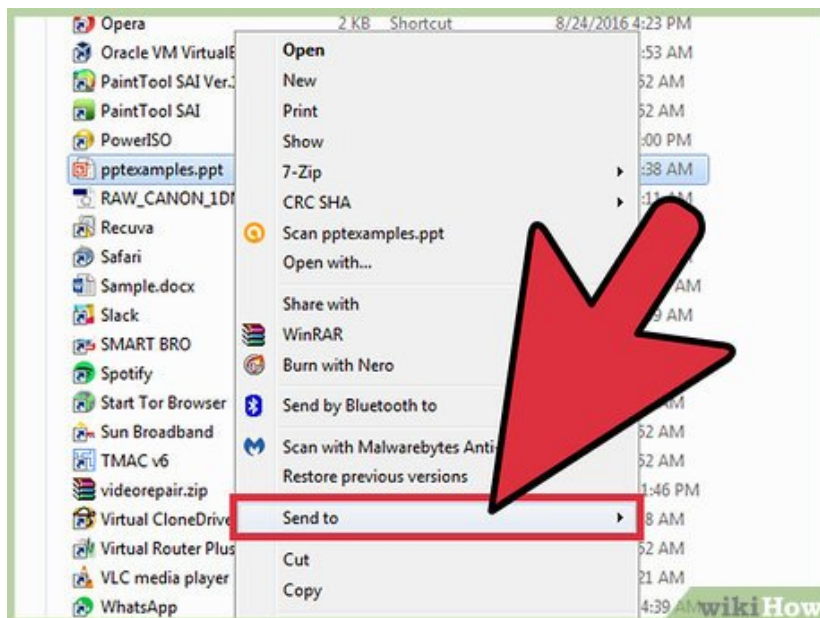 Opera 2 KB Shortcut 8/24/2016 4:23 PM
Oracle VM VirtualB :53 AM
PaintTool SAI Ver. 52 AM
PaintTool SAI 52 AM
PowerISO :00 PM
pptexamples.ppt :38 AM
RAW_CANON_1D :11 AM
Recuva
Safari
Sample.docx AM
Slack 9 AM
SMART BRO
Spotify
Start Tor Browser
Sun Broadband 52 AM
TMAC v6 52 AM
videorepair.zip 1:46 PM
Virtual CloneDrive 8 AM
Virtual Router Plus 52 AM
VLC media player 21 AM
WhatsApp 4:39 AM
Open
New
Print
Show
7-Zip
CRC SHA
Scan pptexamples.ppt
Open with...
Share with
WinRAR
Burn with Nero
Send by Bluetooth to
Scan with Malwarebytes Anti-
Restore previous versions
Send to
Cut
Copy
wikiHow